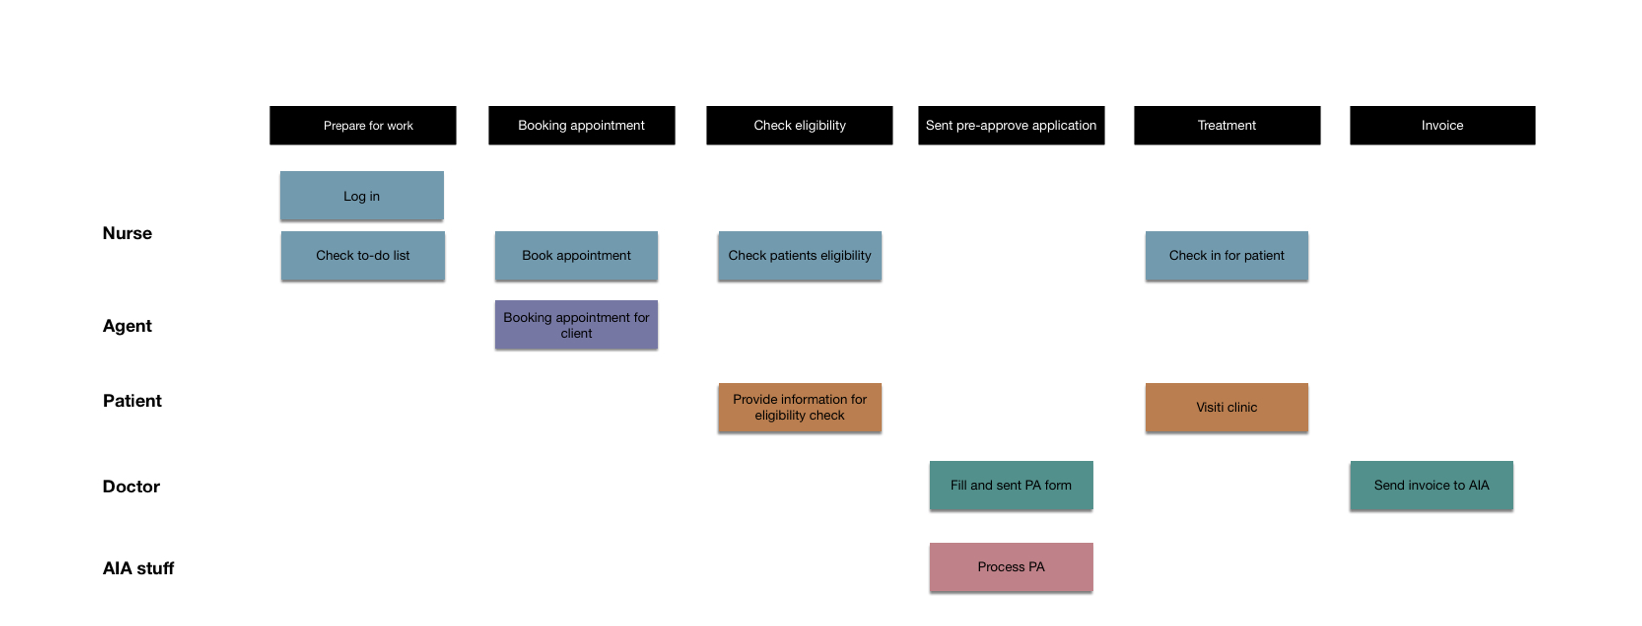 Prepare for work
Booking appointment
Check eligibility
Sent pre-approve application
Treatment
Invoice
Log in
Nurse
Check to-do list
Book appointment
Check patients eligibility
Check in for patient
Agent
Booking appointment for
client
Patient
Provide information for
eligibility check
Visiti clinic
Doctor
Fill and sent PA form
Send invoice to AIA
AIA stuff
Process PA